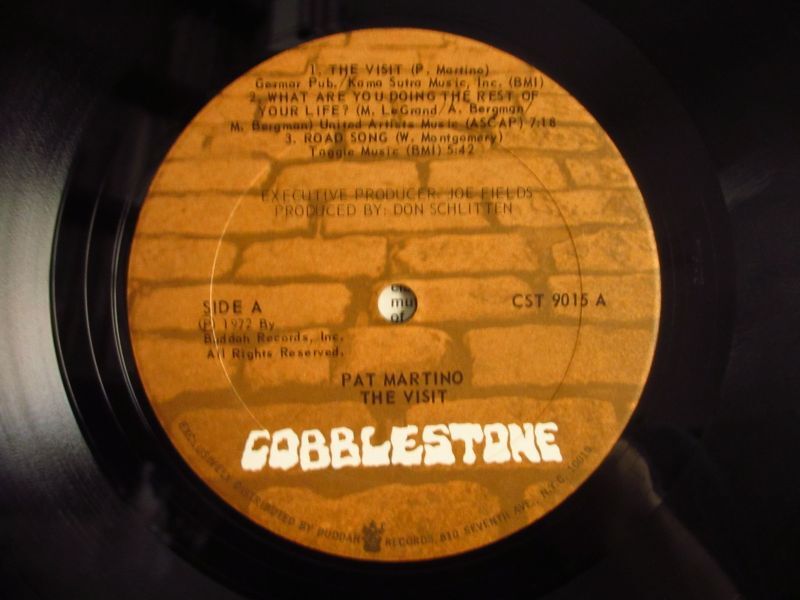 1. THE VISIT (P. Martino)
Germar Pub./Kama Sutra Music, Inc. (BMI)
2. WHAT ARE YOU DOING THE REST OF
YOUR LIFE? (M. LeGrand/A. Bergman/
M. Bergman) United Artists Music (ASCAP) 7:18
3. ROAD SONG (W. Montgomery)
Taggie Music (BMI) 5:42
EXECUTIVE PRODUCER: JOE FIELDS
PRODUCED BY: DON SCHLITTEN
SIDE A
CST 9015 A
Ⓟ 1972 By
Buddah Records, Inc.
All Rights Reserved.
mu
of
PAT MARTINO
THE VISIT
COBBLESTONE
EXCLUSIVELY DISTRIBUTED BY BUDDAH RECORDS, 810 SEVENTH AVE., N.Y.C. 10019